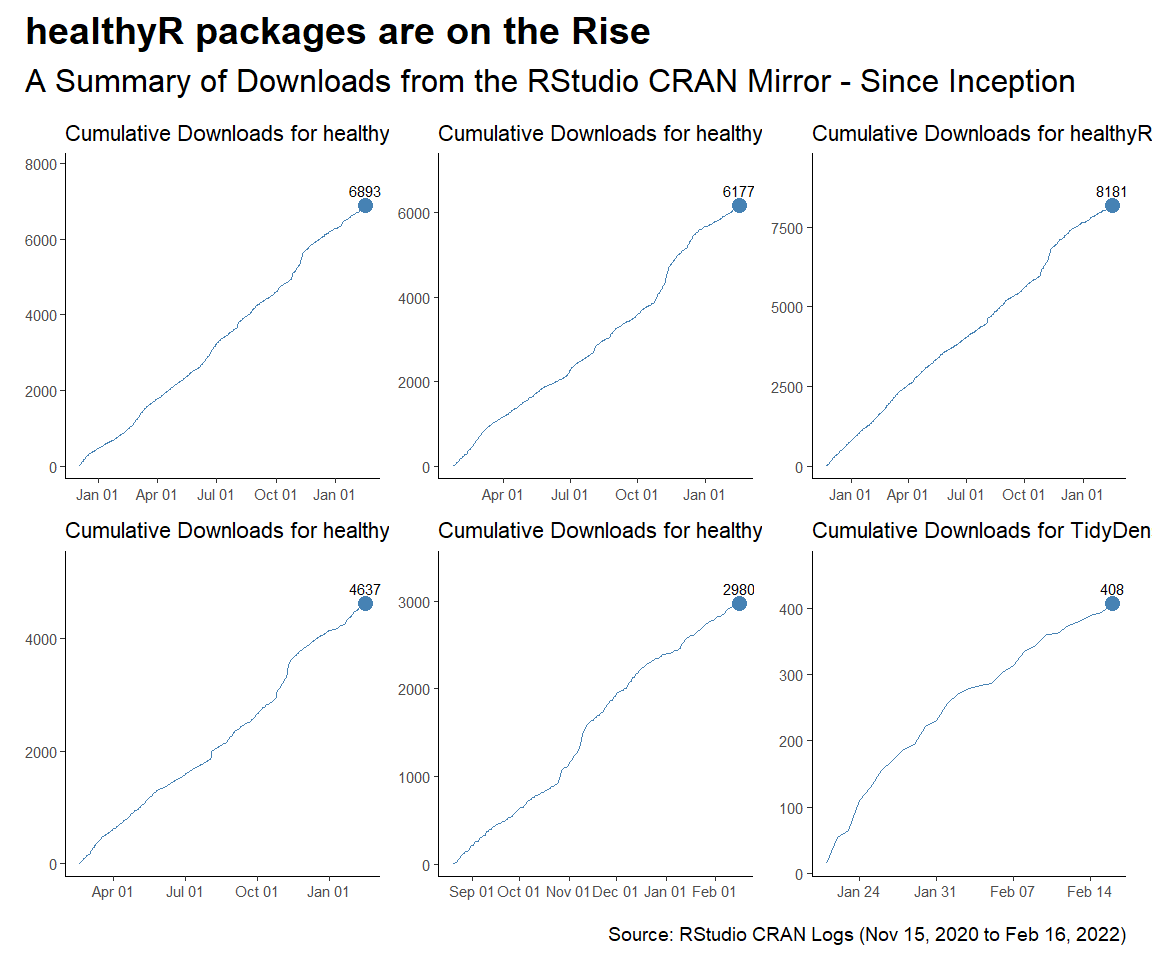 healthyR packages are on the Rise
A Summary of Downloads from the RStudio CRAN Mirror - Since Inception
Cumulative Downloads for healthy
8000
6000
4000
2000
0
6893
Jan 01 Apr 01 Jul 01 Oct 01 Jan 01
Cumulative Downloads for healthy
6000
4000
2000
0
6177
Apr 01 Jul 01 Oct 01 Jan 01
Cumulative Downloads for healthyR
7500
5000
2500
0
8181
Jan 01 Apr 01 Jul 01 Oct 01 Jan 01
Cumulative Downloads for healthy
4000
2000
0
4637
Apr 01 Jul 01 Oct 01 Jan 01
Cumulative Downloads for healthy
3000
2000
1000
0
2980
Sep 01 Oct 01 Nov 01 Dec 01 Jan 01 Feb 01
Cumulative Downloads for TidyDen
400
300
200
100
0
408
Jan 24 Jan 31 Feb 07 Feb 14
Source: RStudio CRAN Logs (Nov 15, 2020 to Feb 16, 2022)